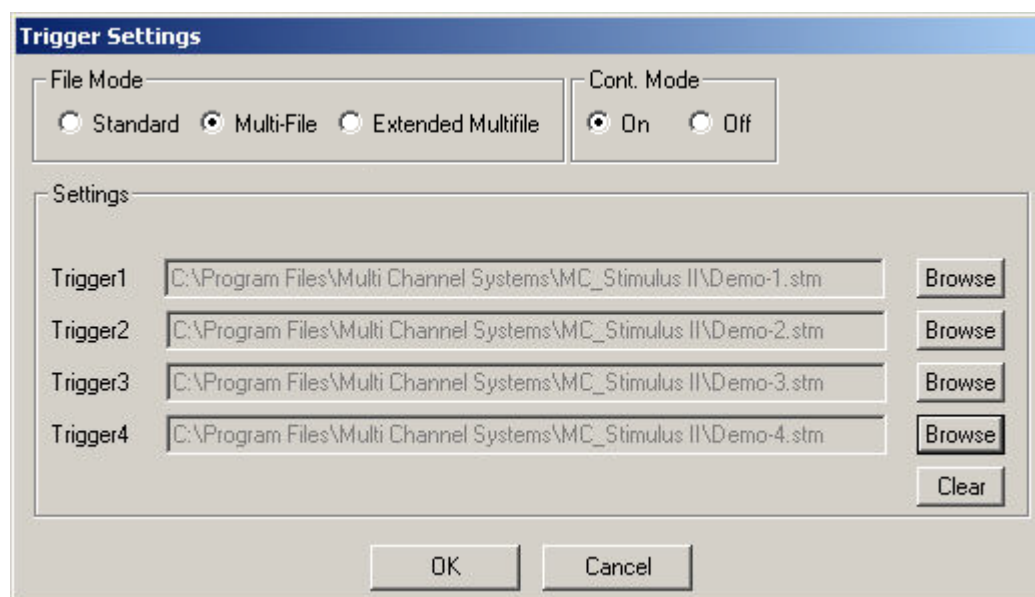 Trigger Settings
File Mode
Cont. Mode
Standard Multi-File Extended Multifile
On Off
Settings
Trigger1 C:\Program Files\Multi Channel Systems\MC_Stimulus II\Demo-1.stm Browse
Trigger2 C:\Program Files\Multi Channel Systems\MC_Stimulus II\Demo-2.stm Browse
Trigger3 C:\Program Files\Multi Channel Systems\MC_Stimulus II\Demo-3.stm Browse
Trigger4 C:\Program Files\Multi Channel Systems\MC_Stimulus II\Demo-4.stm Browse
Clear
OK Cancel